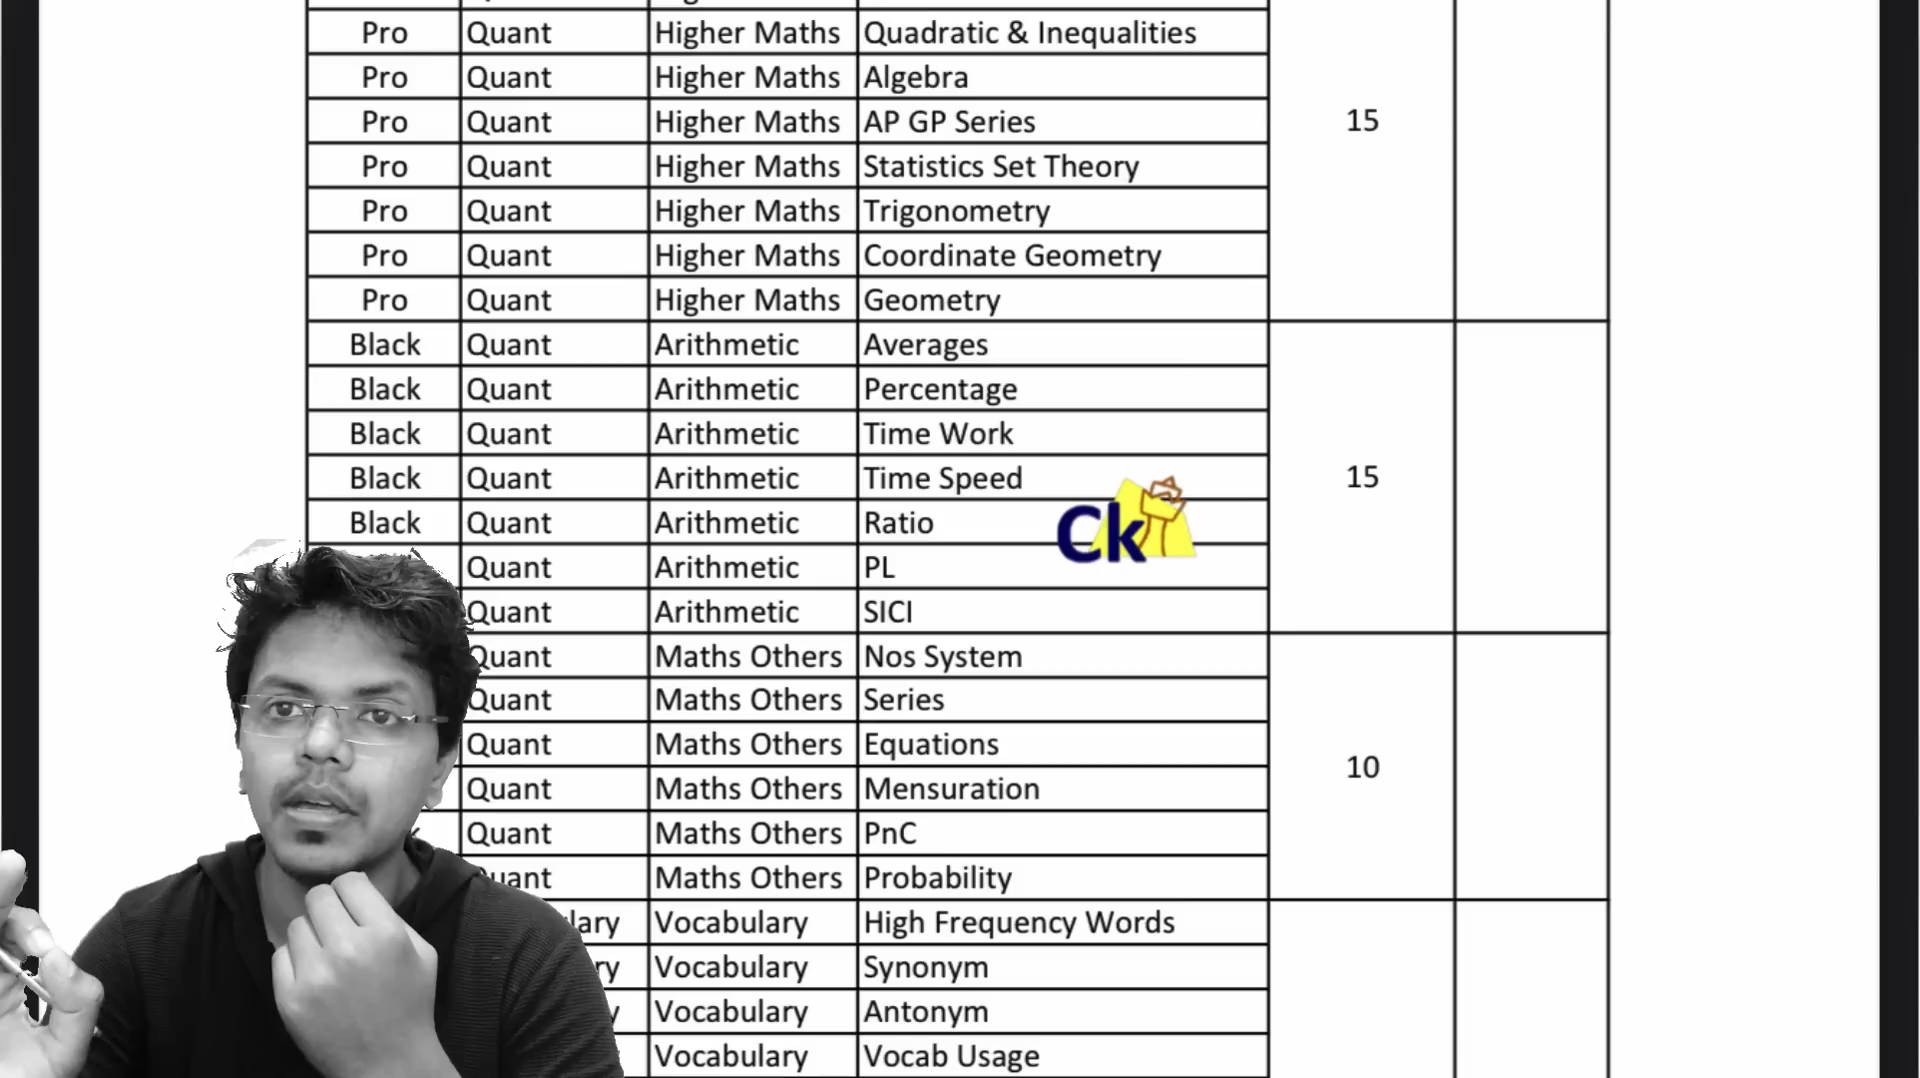 Pro Quant Higher Maths Quadratic & Inequalities
Pro Quant Higher Maths Algebra
Pro Quant Higher Maths AP GP Series 15
Pro Quant Higher Maths Statistics Set Theory
Pro Quant Higher Maths Trigonometry
Pro Quant Higher Maths Coordinate Geometry
Pro Quant Higher Maths Geometry
Black Quant Arithmetic Averages
Black Quant Arithmetic Percentage
Black Quant Arithmetic Time Work
Black Quant Arithmetic Time Speed 15
Black Quant Arithmetic Ratio
Ck
Quant Arithmetic PL
Quant Arithmetic SICI
Quant Maths Others Nos System
Quant Maths Others Series
Quant Maths Others Equations
10
Quant Maths Others Mensuration
Quant Maths Others PnC
Quant Maths Others Probability
Vocabulary High Frequency Words
Vocabulary Synonym
Vocabulary Antonym
Vocabulary Vocab Usage